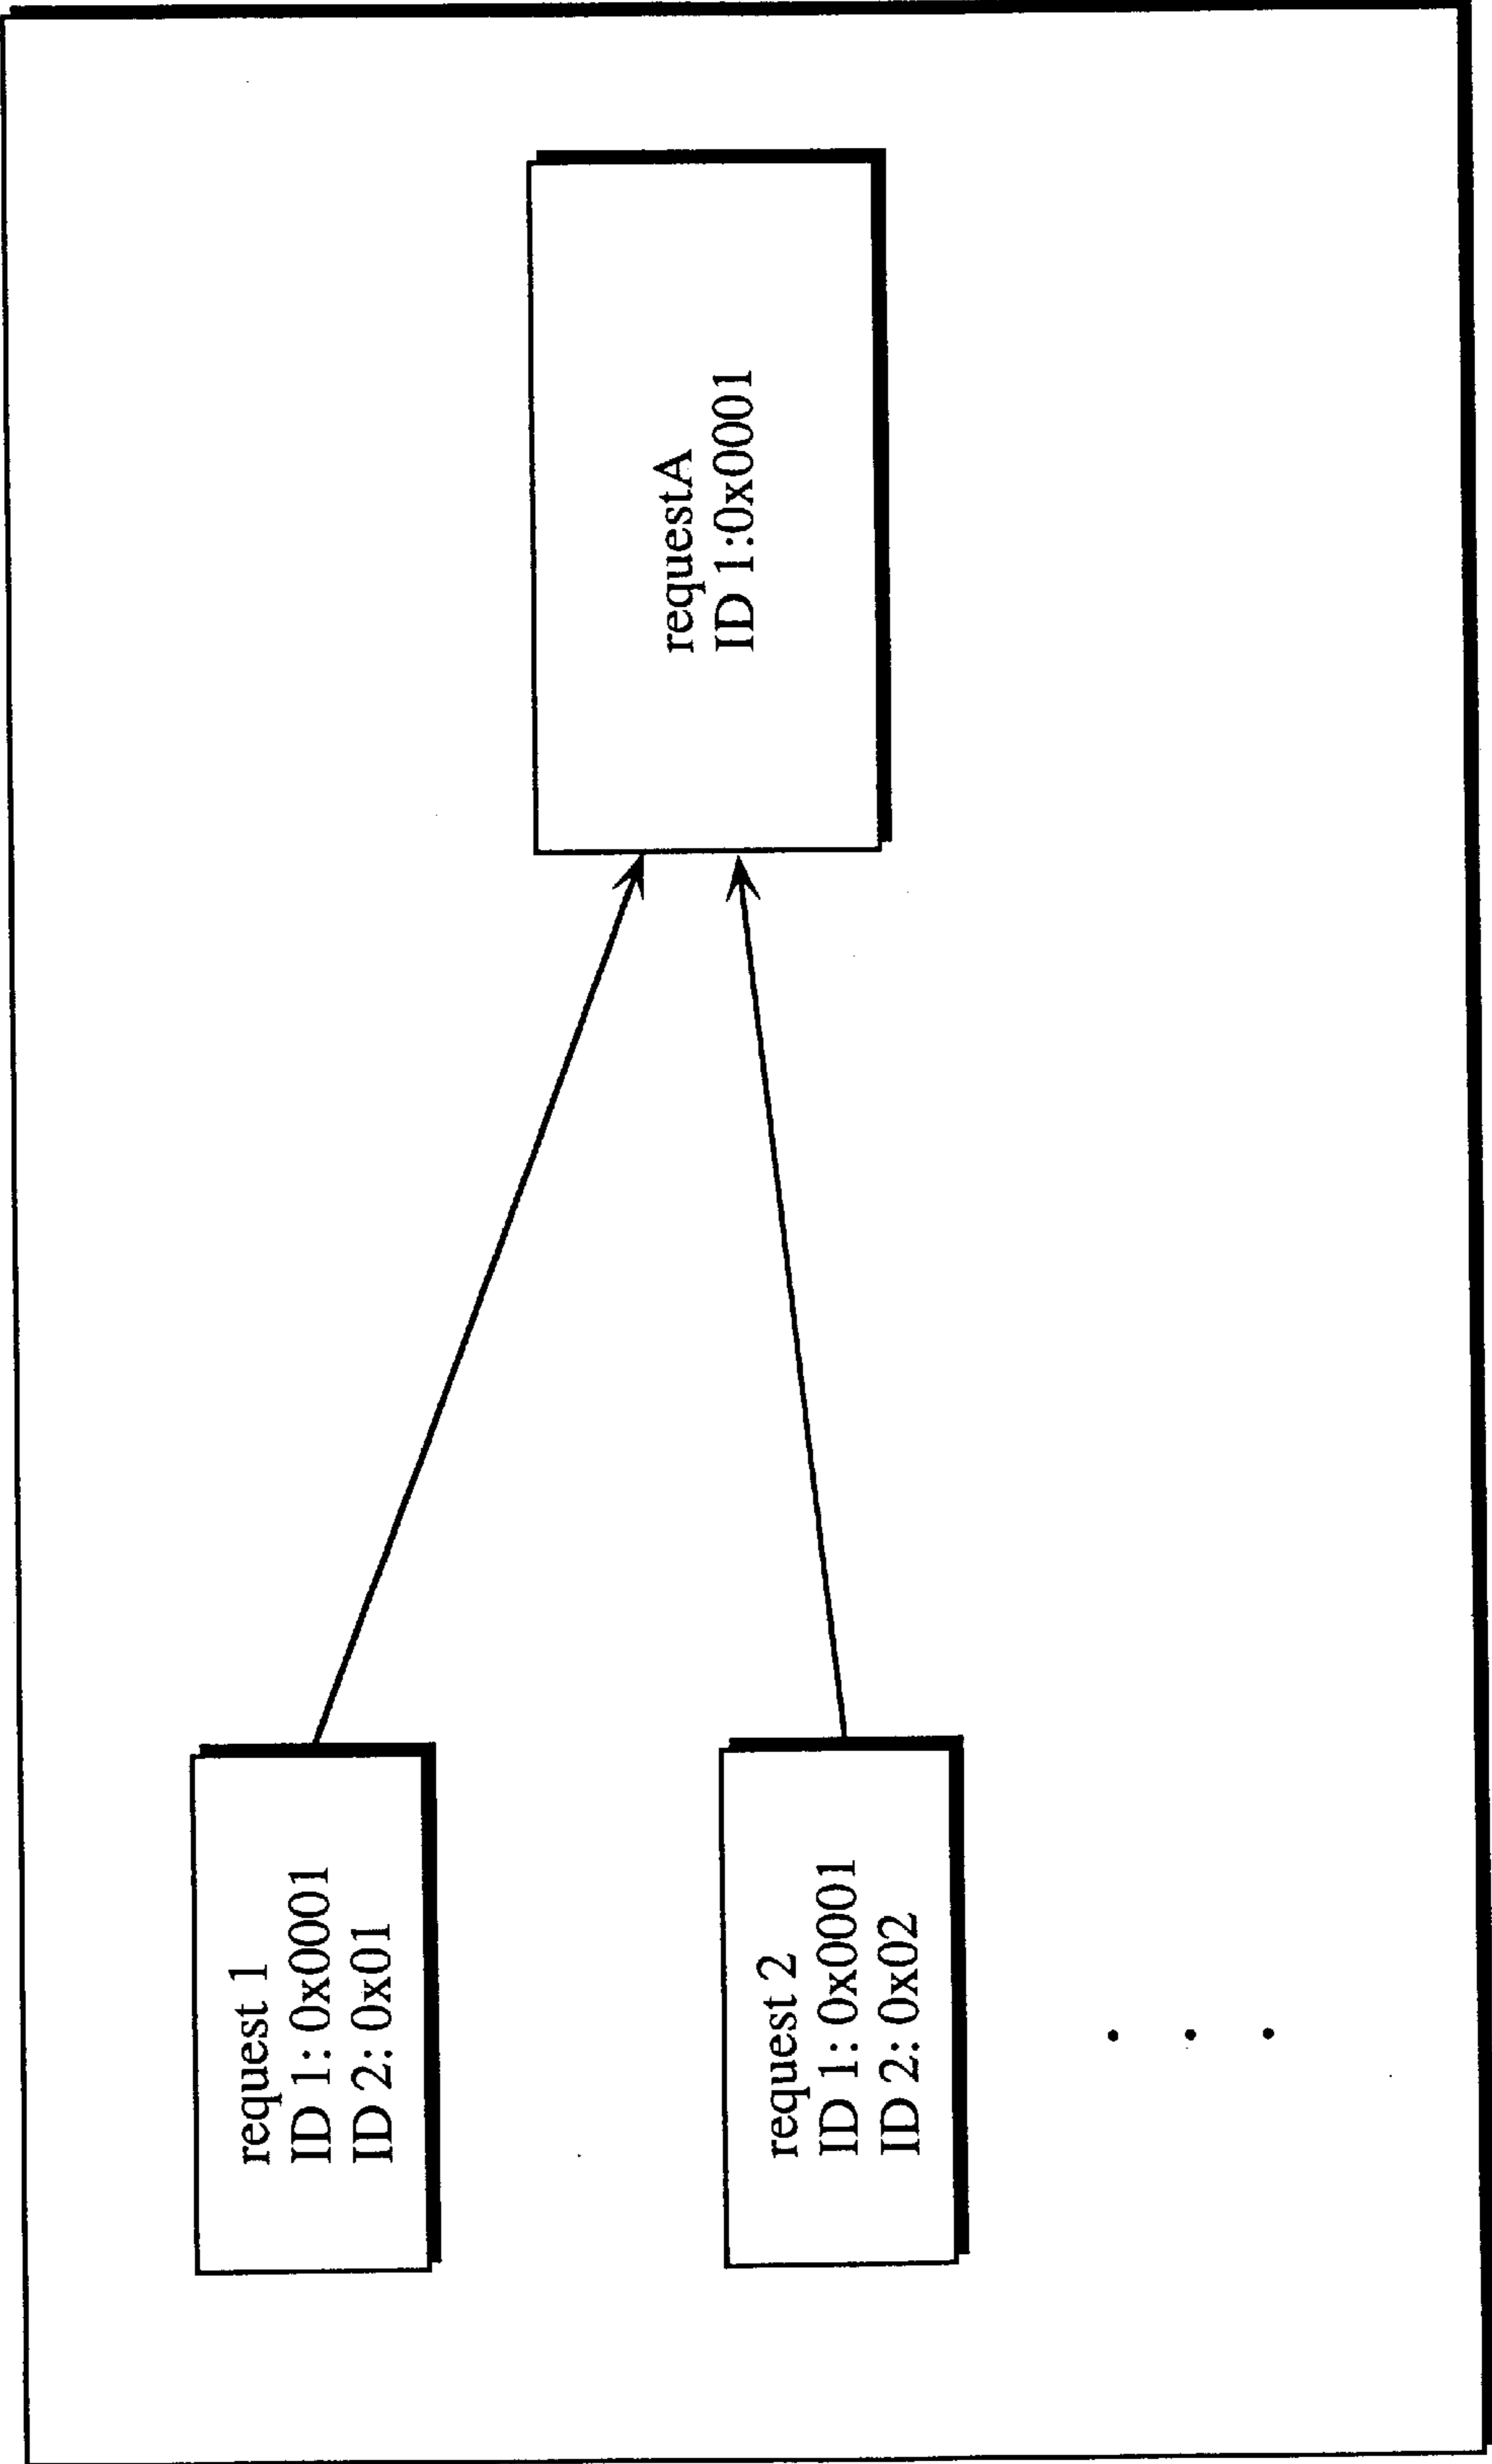 request 1
ID 1: 0x0001
ID 2: 0x01
request 2
ID 1: 0x0001
ID 2: 0x02
requestA
ID 1:0x0001